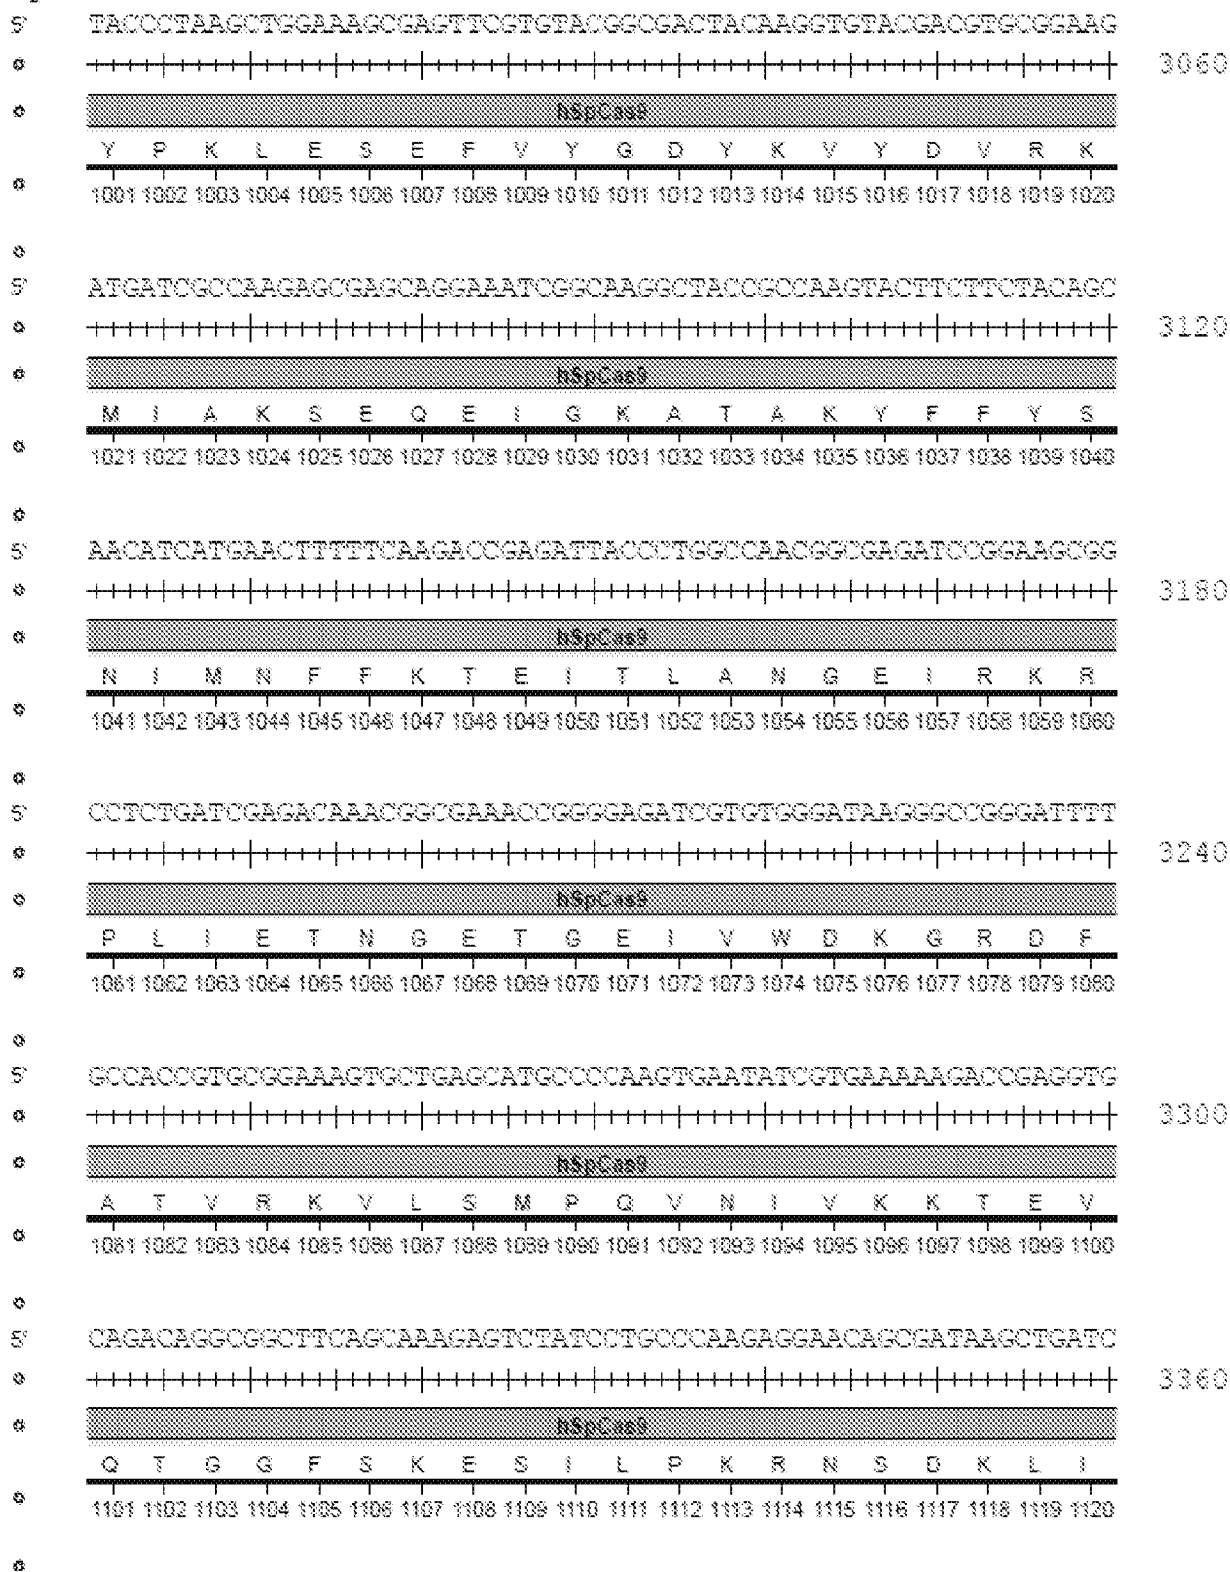 5' TACCCTAAGCTGGAAAGCGAGTTCGTGTACGGCGACTACAAGGTGTACGACGTGCGGAAG
3060
hSpCas9
Y P K L E S E F V Y G D Y K V Y D V R K
1001 1002 1003 1004 1005 1006 1007 1008 1009 1010 1011 1012 1013 1014 1015 1016 1017 1018 1019 1020
5' ATGATCGCCAAGAGCGAGCAGGAAATCGGCAAGGCTACCGCCAAGTACTTCTTCTACAGC
3120
hSpCas9
M I A K S E Q E I G K A T A K Y F F Y S
1021 1022 1023 1024 1025 1026 1027 1028 1029 1030 1031 1032 1033 1034 1035 1036 1037 1038 1039 1040
5' AACATCATGAACTTTTTCAAGACCGAGATTACCCTGGCCAACGGCGAGATCCGGAAGCGG
3180
hSpCas9
N I M N F F K T E I T L A N G E I R K R
1041 1042 1043 1044 1045 1046 1047 1048 1049 1050 1051 1052 1053 1054 1055 1056 1057 1058 1059 1060
5' CCTCTGATCGAGACAAACGGCGAAACCGGGGAGATCGTGTGGGATAAGGGCCGGGATTTT
3240
hSpCas9
P L I E T N G E T G E I V W D K G R D F
1061 1062 1063 1064 1065 1066 1067 1068 1069 1070 1071 1072 1073 1074 1075 1076 1077 1078 1079 1080
5' GCCACCGTGCGGAAAGTGCTGAGCATGCCCCAAGTGAATATCGTGAAAAAGACCGAGGTG
3300
hSpCas9
A T V R K V L S M P Q V N I V K K T E V
1081 1082 1083 1084 1085 1086 1087 1088 1089 1090 1091 1092 1093 1094 1095 1096 1097 1098 1099 1100
5' CAGACAGGCGGCTTCAGCAAAGAGTCTATCCTGCCCAAGAGGAACAGCGATAAGCTGATC
3360
hSpCas9
Q T G G F S K E S I L P K R N S D K L I
1101 1102 1103 1104 1105 1106 1107 1108 1109 1110 1111 1112 1113 1114 1115 1116 1117 1118 1119 1120